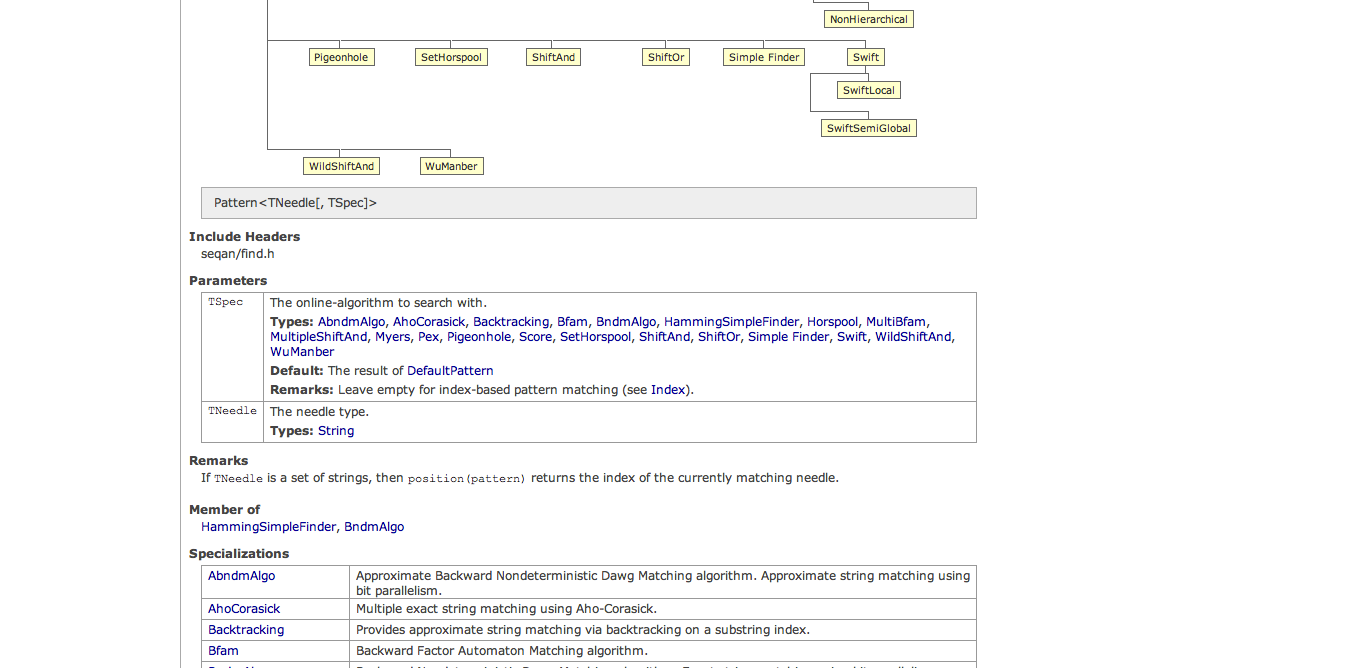 NonHierarchical
Pigeonhole SetHorspool ShiftAnd ShiftOr Simple Finder Swift
SwiftLocal
SwiftSemiGlobal
WildShiftAnd WuManber
Pattern<TNeedle[, TSpec]>
Include Headers
seqan/find.h
Parameters
TSpec The online-algorithm to search with.
Types: AbndmAlgo, AhoCorasick, Backtracking, Bfam, BndmAlgo, HammingSimpleFinder, Horspool, MultiBfam,
MultipleShiftAnd, Myers, Pex, Pigeonhole, Score, SetHorspool, ShiftAnd, ShiftOr, Simple Finder, Swift, WildShiftAnd,
WuManber
Default: The result of DefaultPattern
Remarks: Leave empty for index-based pattern matching (see Index).
TNeedle The needle type.
Types: String
Remarks
If TNeedle is a set of strings, then position(pattern) returns the index of the currently matching needle.
Member of
HammingSimpleFinder, BndmAlgo
Specializations
AbndmAlgo Approximate Backward Nondeterministic Dawg Matching algorithm. Approximate string matching using
bit parallelism.
AhoCorasick Multiple exact string matching using Aho-Corasick.
Backtracking Provides approximate string matching via backtracking on a substring index.
Bfam Backward Factor Automaton Matching algorithm.